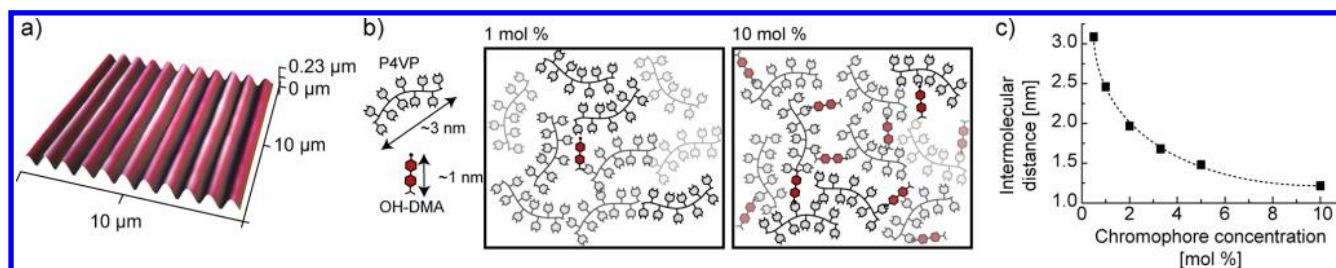 a)
0.23 µm
0 µm
10 µm
10 µm
b)
P4VP
~3 nm
~1 nm
OH-DMA
1 mol %
10 mol %
c)
Intermolecular
distance [nm]
3.0
2.5
2.0
1.5
1.0
0 2 4 6 8 10
Chromophore concentration
[mol %]